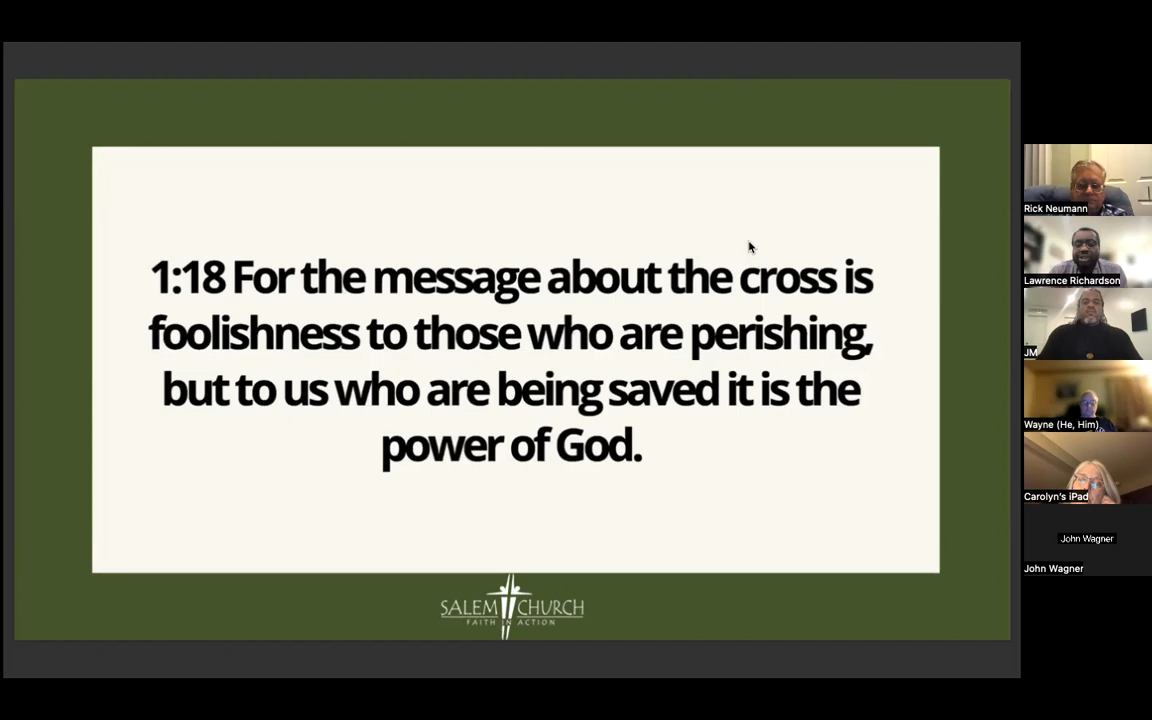 1:18 For the message about the cross is
foolishness to those who are perishing,
but to us who are being saved it is the
power of God.
SALEM CHURCH
FAITH IN ACTION
Rick Neumann
Lawrence Richardson
JM
Wayne (He, Him)
Carolyn's iPad
John Wagner
John Wagner